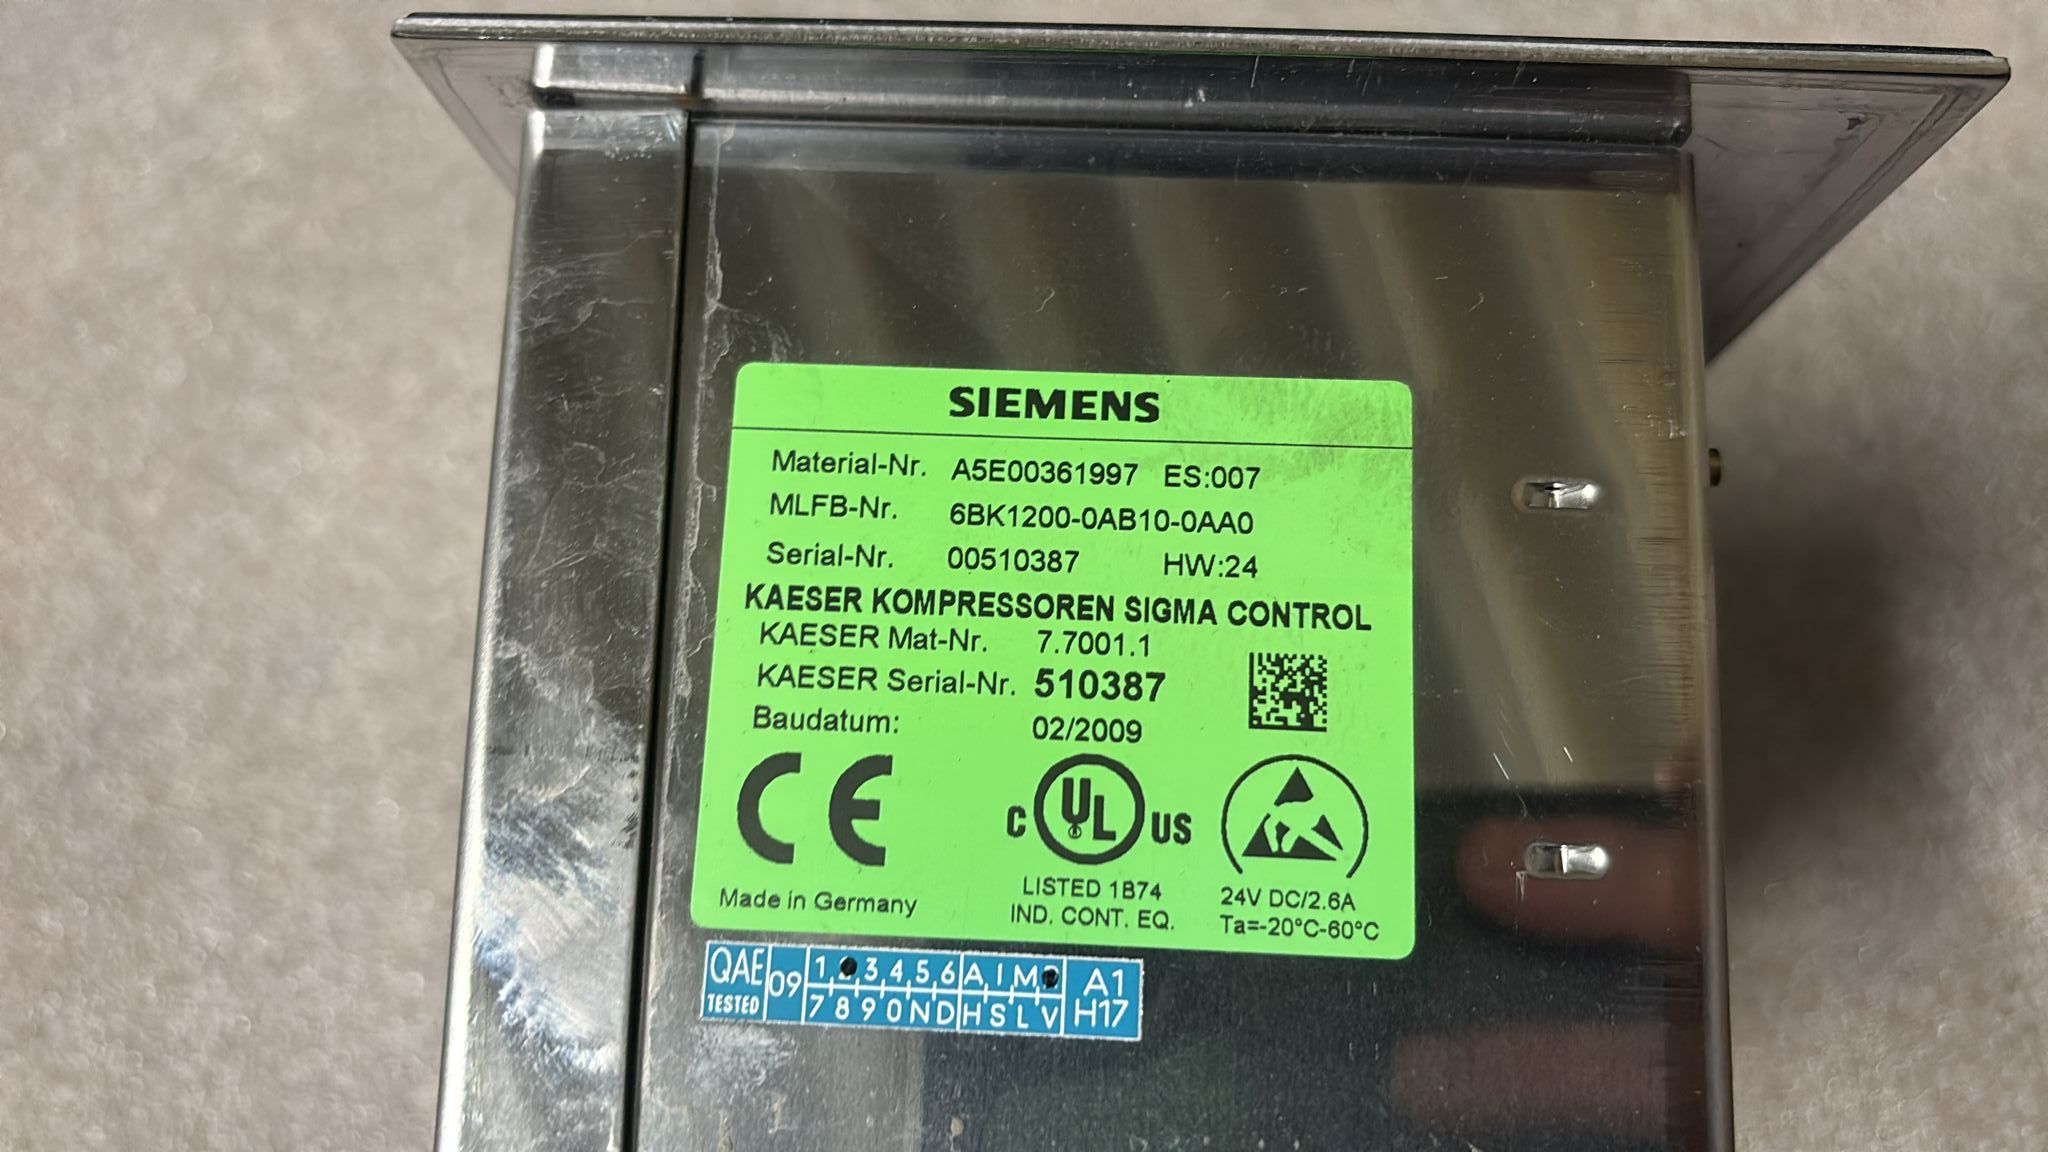 SIEMENS
Material-Nr. A5E00361997 ES:007
MLFB-Nr. 6BK1200-0AB10-0AA0
Serial-Nr. 00510387 HW:24
KAESER KOMPRESSOREN SIGMA CONTROL
KAESER Mat-Nr. 7.7001.1
KAESER Serial-Nr. 510387
Baudatum: 02/2009
CE
C UL US
LISTED 1B74
IND. CONT. EQ.
24V DC/2.6A
Ta=-20°C-60°C
Made in Germany
QAE TESTED 09
1, 3,4,5,6 A,I,M,
7 8 9 0 N D H S L V
A1
H17